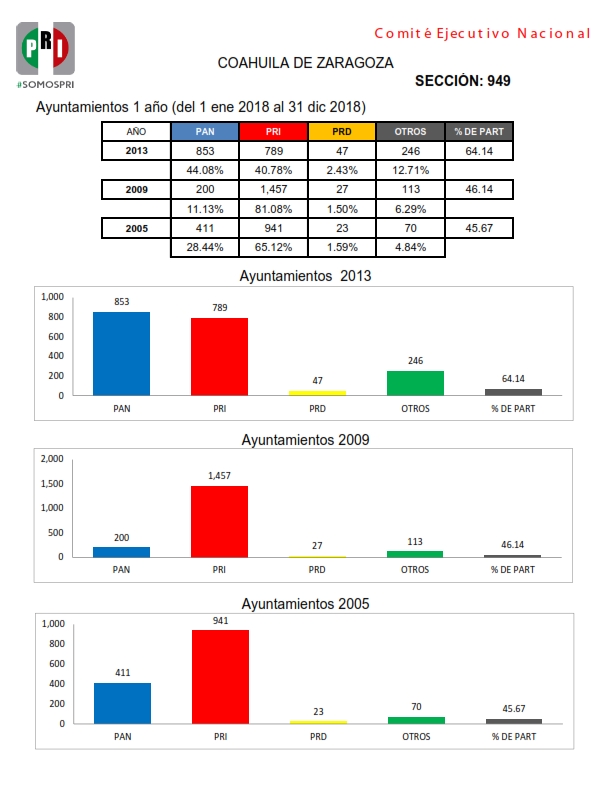 PRI
#SOMOSPRI
Comité Ejecutivo Nacional
COAHUILA DE ZARAGOZA
SECCIÓN: 949
Ayuntamientos 1 año (del 1 ene 2018 al 31 dic 2018)
AÑO PAN PRI PRD OTROS % DE PART
2013 853 789 47 246 64.14
44.08% 40.78% 2.43% 12.71%
2009 200 1,457 27 113 46.14
11.13% 81.08% 1.50% 6.29%
2005 411 941 23 70 45.67
28.44% 65.12% 1.59% 4.84%
Ayuntamientos 2013
1,000
800
600
400
200
0
853 789 47 246 64.14
PAN PRI PRD OTROS % DE PART
Ayuntamientos 2009
2,000
1,500
1,000
500
0
200 1,457 27 113 46.14
PAN PRI PRD OTROS % DE PART
Ayuntamientos 2005
1,000
800
600
400
200
0
411 941 23 70 45.67
PAN PRI PRD OTROS % DE PART